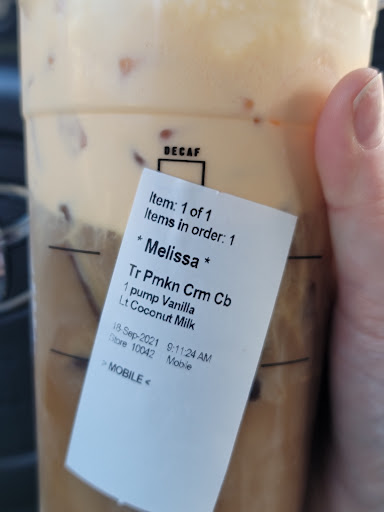 DECAF
Item: 1 of 1
Items in order: 1
* Melissa *
Tr Pmkn Crm Cb
1 pump Vanilla
Lt Coconut Milk
18-Sep-2021 9:11:24 AM
Store 10042 Mobile
> MOBILE <